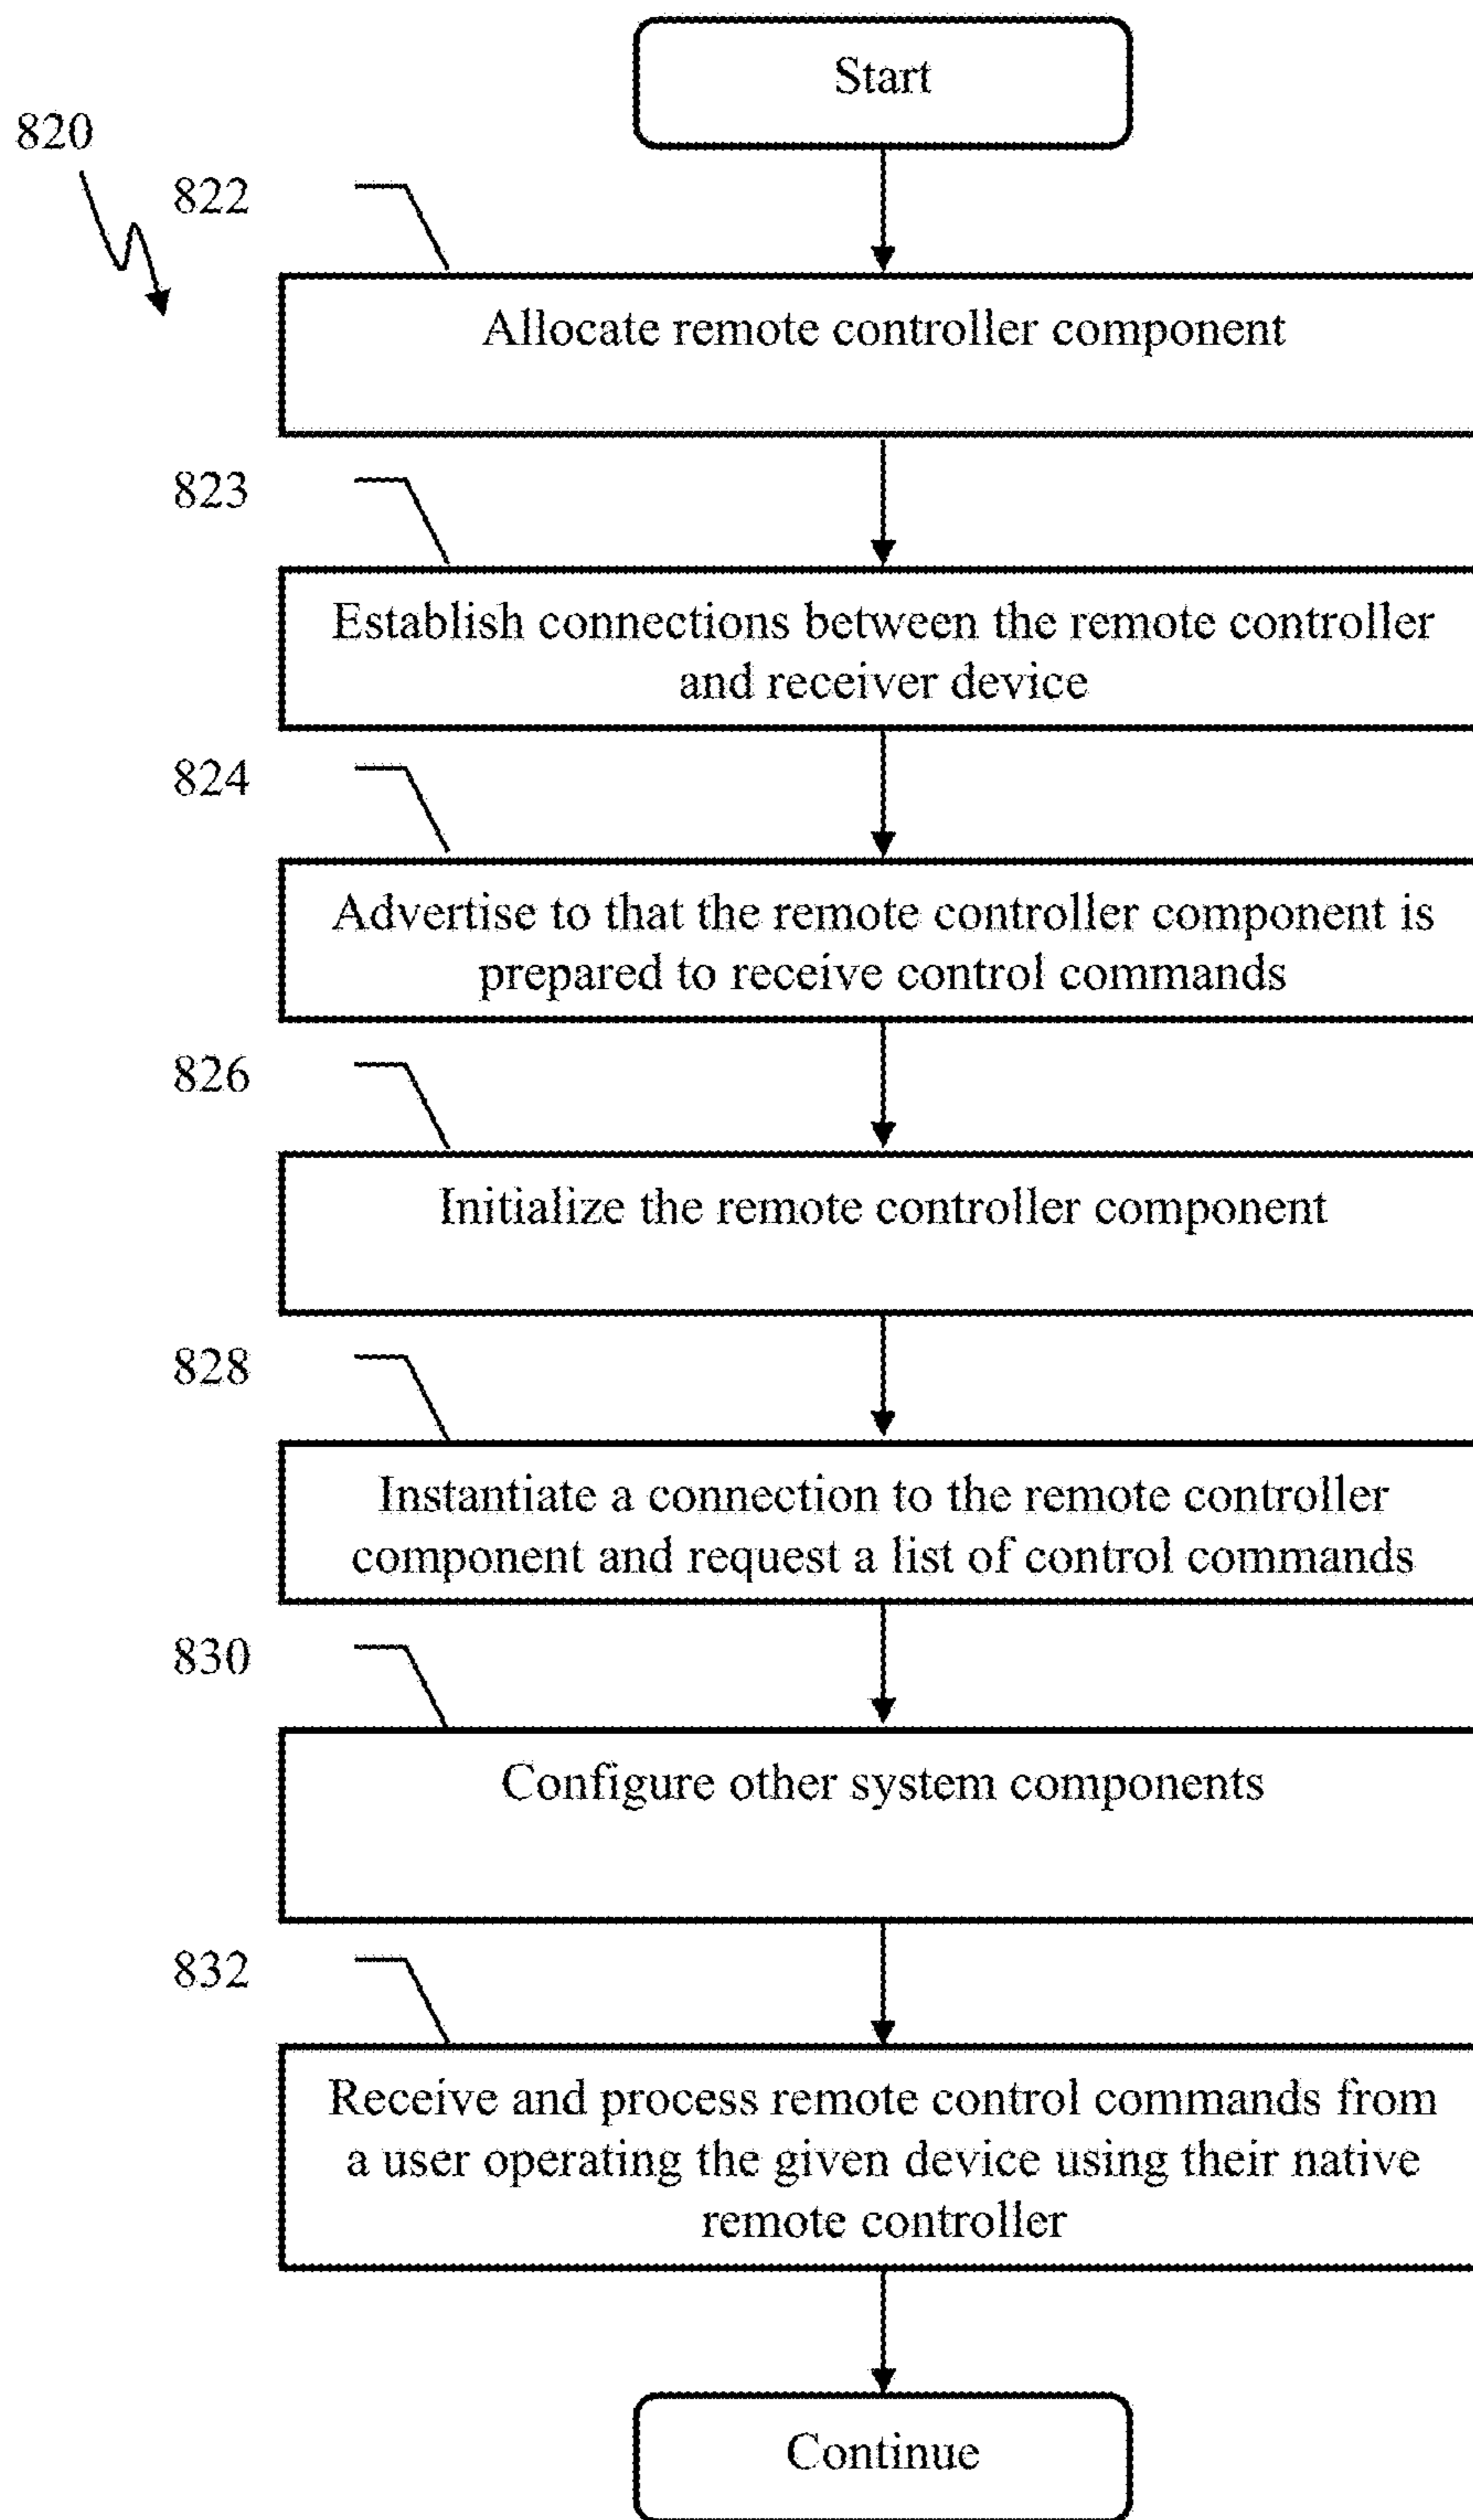 Start
820
822
Allocate remote controller component
823
Establish connections between the remote controller
and receiver device
824
Advertise to that the remote controller component is
prepared to receive control commands
826
Initialize the remote controller component
828
Instantiate a connection to the remote controller
component and request a list of control commands
830
Configure other system components
832
Receive and process remote control commands from
a user operating the given device using their native
remote controller
Continue